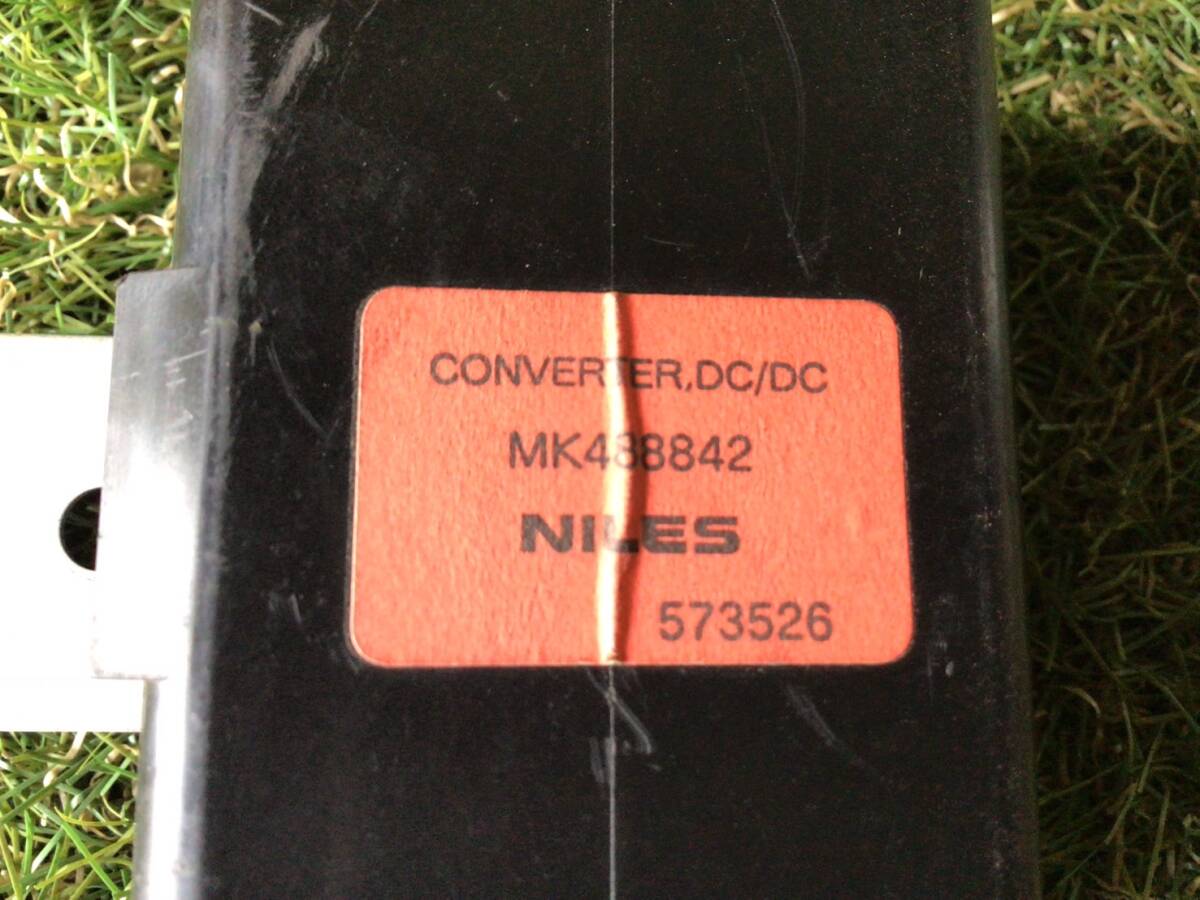 CONVERTER,DC/DC
MK488842
NILES
573526